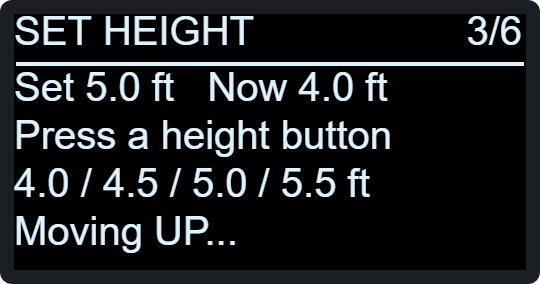 SET HEIGHT 3/6
Set 5.0 ft Now 4.0 ft
Press a height button
4.0 / 4.5 / 5.0 / 5.5 ft
Moving UP...